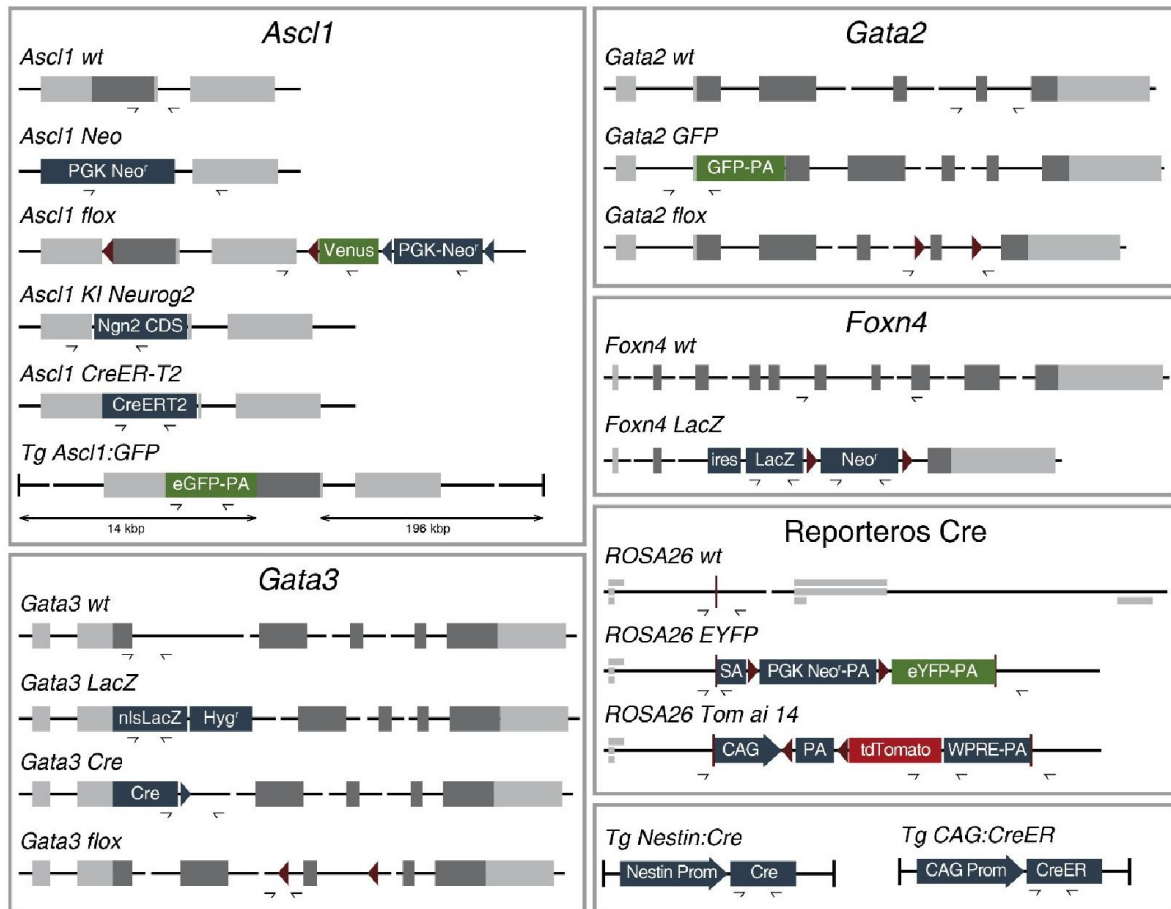 Ascl1
Ascl1 wt
Ascl1 Neo
PGK Neoʳ
Ascl1 flox
Venus PGK-Neoʳ
Ascl1 KI Neurog2
Ngn2 CDS
Ascl1 CreER-T2
CreERT2
Tg Ascl1:GFP
eGFP-PA
14 kbp 196 kbp
Gata3
Gata3 wt
Gata3 LacZ
nlsLacZ Hygʳ
Gata3 Cre
Cre
Gata3 flox
Gata2
Gata2 wt
Gata2 GFP
GFP-PA
Gata2 flox
Foxn4
Foxn4 wt
Foxn4 LacZ
ires LacZ Neoʳ
Reporteros Cre
ROSA26 wt
ROSA26 EYFP
SA PGK Neoʳ-PA eYFP-PA
ROSA26 Tom ai 14
CAG PA tdTomato WPRE-PA
Tg Nestin:Cre Tg CAG:CreER
Nestin Prom Cre CAG Prom CreER